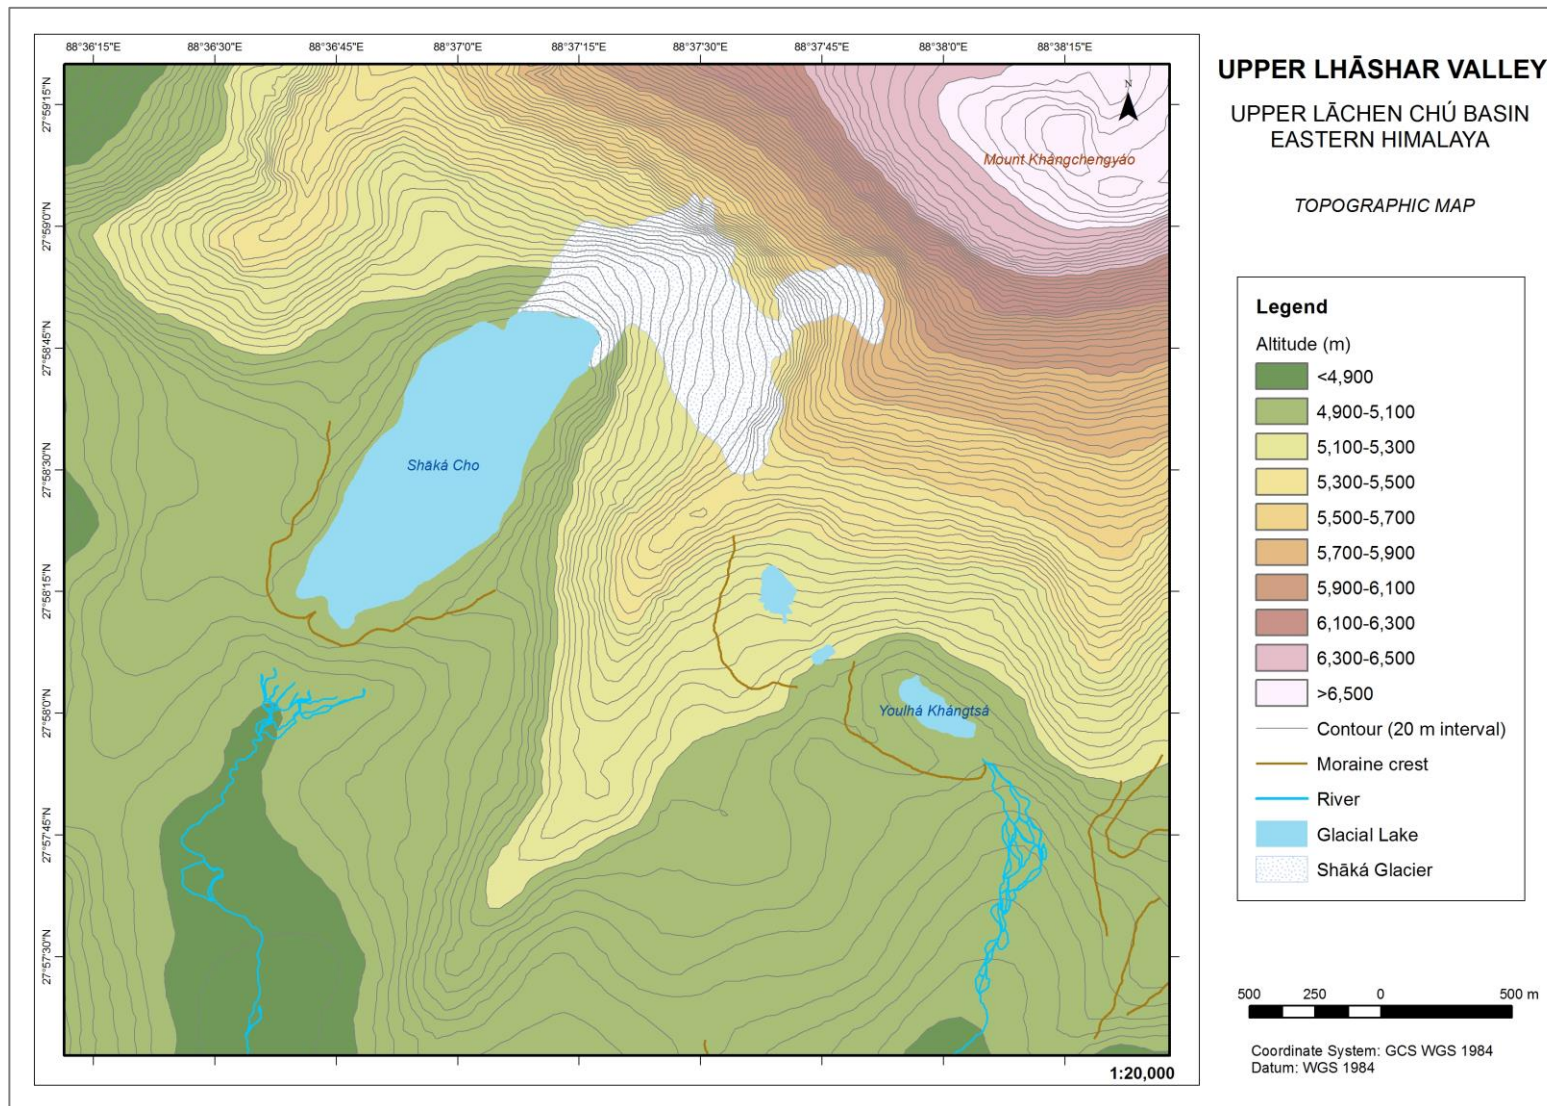 88°36'15"E 88°36'30"E 88°36'45"E 88°37'0"E 88°37'15"E 88°37'30"E 88°37'45"E 88°38'0"E 88°38'15"E
27°59'15"N
27°59'0"N
27°58'45"N
27°58'30"N
27°58'15"N
27°58'0"N
27°57'45"N
27°57'30"N
N
Mount Khángchengyáo
Shāká Cho
Youlhá Khángtsá
1:20,000
UPPER LHĀSHAR VALLEY
UPPER LĀCHEN CHÚ BASIN
EASTERN HIMALAYA
TOPOGRAPHIC MAP
Legend
Altitude (m)
<4,900
4,900-5,100
5,100-5,300
5,300-5,500
5,500-5,700
5,700-5,900
5,900-6,100
6,100-6,300
6,300-6,500
>6,500
Contour (20 m interval)
Moraine crest
River
Glacial Lake
Shāká Glacier
500 250 0 500 m
Coordinate System: GCS WGS 1984
Datum: WGS 1984